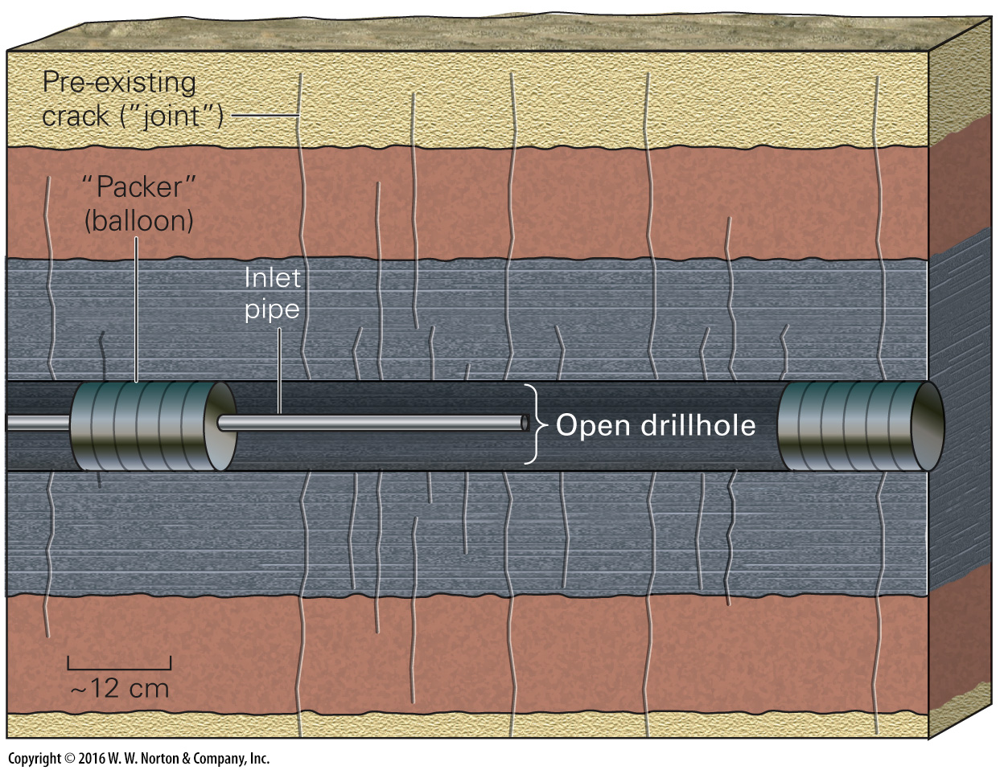 Pre-existing
crack (”joint”)
“Packer”
(balloon)
Inlet
pipe
Open drillhole
~12 cm
Copyright © 2016 W. W. Norton & Company, Inc.